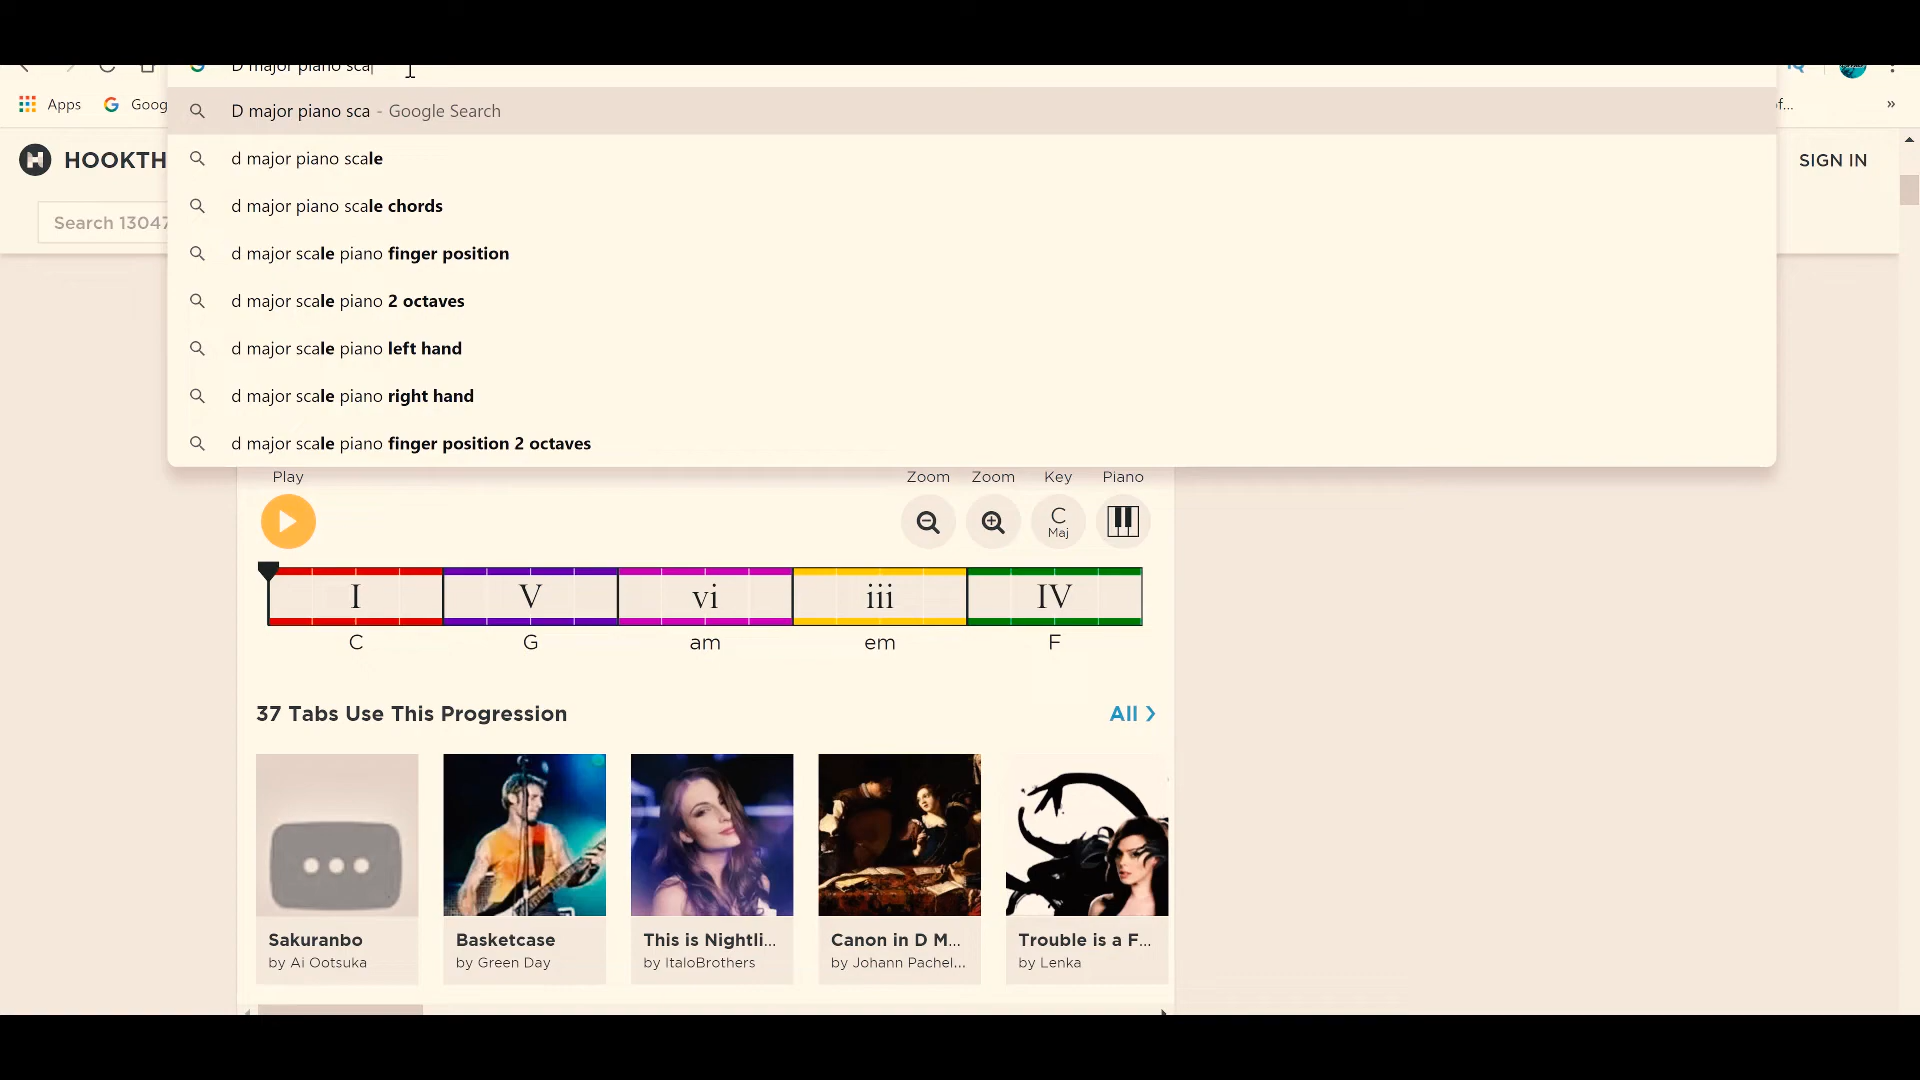 D major piano sca
Apps Goog
f... »
D major piano sca - Google Search
d major piano scale
d major piano scale chords
d major scale piano finger position
d major scale piano 2 octaves
d major scale piano left hand
d major scale piano right hand
d major scale piano finger position 2 octaves
HOOKTH
SIGN IN
Search 13047
Play Zoom Zoom Key Piano
C
Maj
I V vi iii IV
C G am em F
37 Tabs Use This Progression All >
Sakuranbo
by Ai Ootsuka
Basketcase
by Green Day
This is Nightli...
by ItaloBrothers
Canon in D M...
by Johann Pachel...
Trouble is a F...
by Lenka